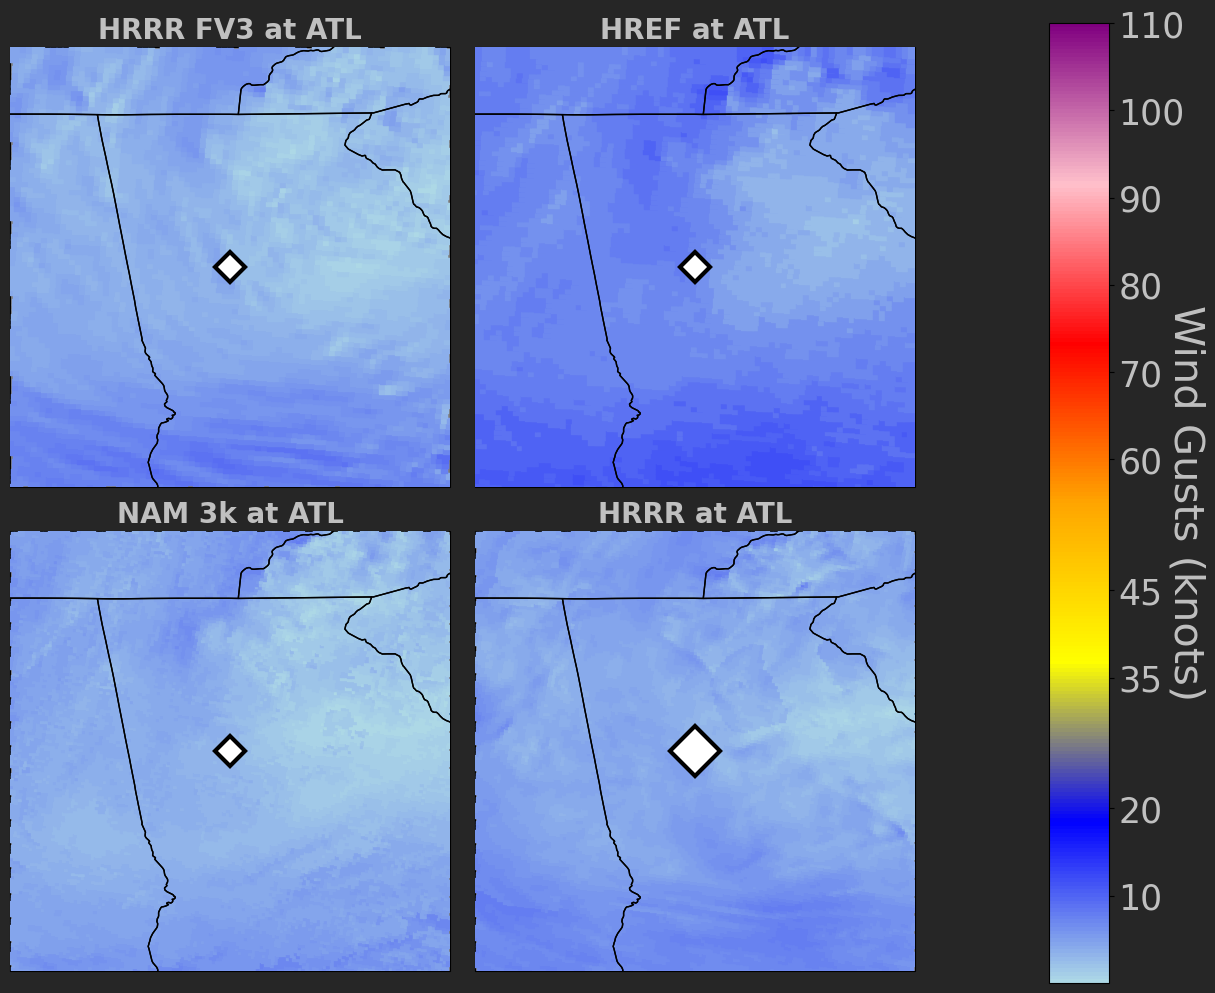 HRRR FV3 at ATL
HREF at ATL
NAM 3k at ATL
HRRR at ATL
110
100
90
80
70
60
45
35
20
10
Wind Gusts (knots)